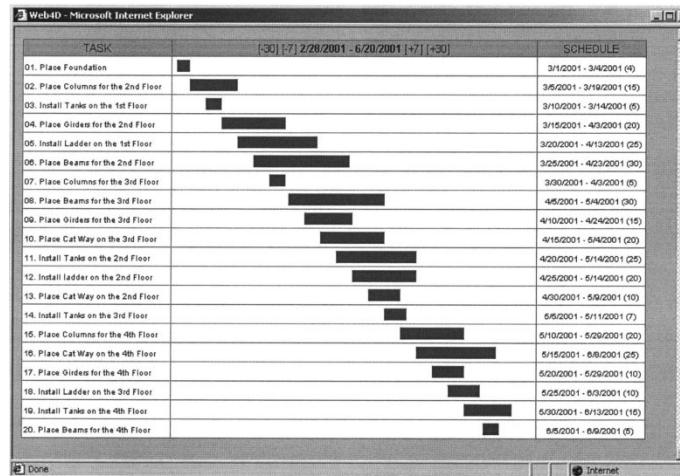 Web4D - Microsoft Internet Explorer
TASK [-30] [-7] 2/28/2001 - 6/20/2001 [+7] [+30] SCHEDULE
01. Place Foundation 3/1/2001 - 3/4/2001 (4)
02. Place Columns for the 2nd Floor 3/5/2001 - 3/19/2001 (15)
03. Install Tanks on the 1st Floor 3/10/2001 - 3/14/2001 (5)
04. Place Girders for the 2nd Floor 3/15/2001 - 4/3/2001 (20)
05. Install Ladder on the 1st Floor 3/20/2001 - 4/13/2001 (25)
06. Place Beams for the 2nd Floor 3/25/2001 - 4/23/2001 (30)
07. Place Columns for the 3rd Floor 3/30/2001 - 4/3/2001 (5)
08. Place Beams for the 3rd Floor 4/5/2001 - 5/4/2001 (30)
09. Place Girders for the 3rd Floor 4/10/2001 - 4/24/2001 (15)
10. Place Cat Way on the 3rd Floor 4/15/2001 - 5/4/2001 (20)
11. Install Tanks on the 2nd Floor 4/20/2001 - 5/14/2001 (25)
12. Install ladder on the 2nd Floor 4/25/2001 - 5/14/2001 (20)
13. Place Cat Way on the 2nd Floor 4/30/2001 - 5/9/2001 (10)
14. Install Tanks on the 3rd Floor 5/5/2001 - 5/11/2001 (7)
15. Place Columns for the 4th Floor 5/10/2001 - 5/29/2001 (20)
16. Place Cat Way on the 4th Floor 5/15/2001 - 6/8/2001 (25)
17. Place Girders for the 4th Floor 5/20/2001 - 5/29/2001 (10)
18. Install Ladder on the 3rd Floor 5/25/2001 - 6/3/2001 (10)
19. Install Tanks on the 4th Floor 5/30/2001 - 6/13/2001 (15)
20. Place Beams for the 4th Floor 6/5/2001 - 6/9/2001 (5)
Done Internet